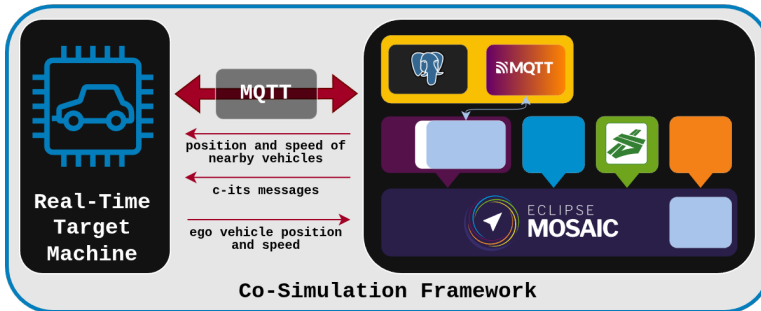 Real-Time
Target
Machine
MQTT
position and speed of
nearby vehicles
c-its messages
ego vehicle position
and speed
MQTT
ECLIPSE
MOSAIC
Co-Simulation Framework